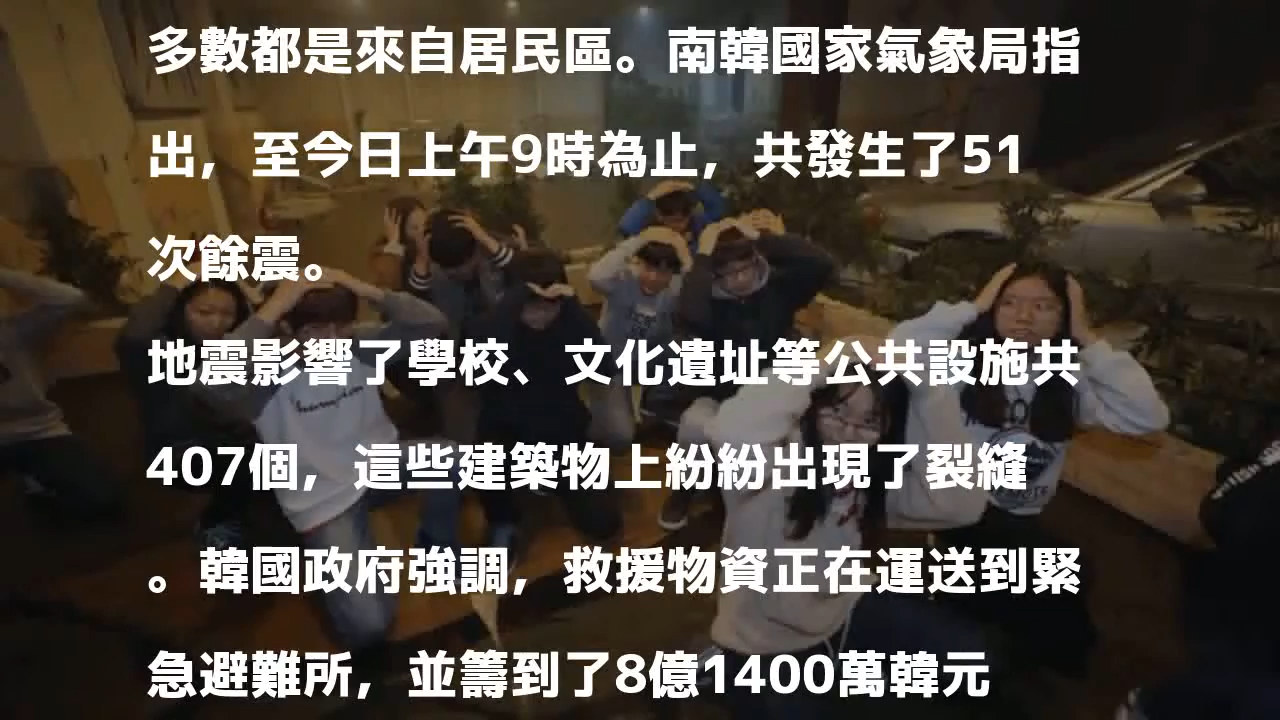 多數都是來自居民區。南韓國家氣象局指
出，至今日上午9時為止，共發生了51
次餘震。
地震影響了學校、文化遺址等公共設施共
407個，這些建築物上紛紛出現了裂縫
。韓國政府強調，救援物資正在運送到緊
急避難所，並籌到了8億1400萬韓元